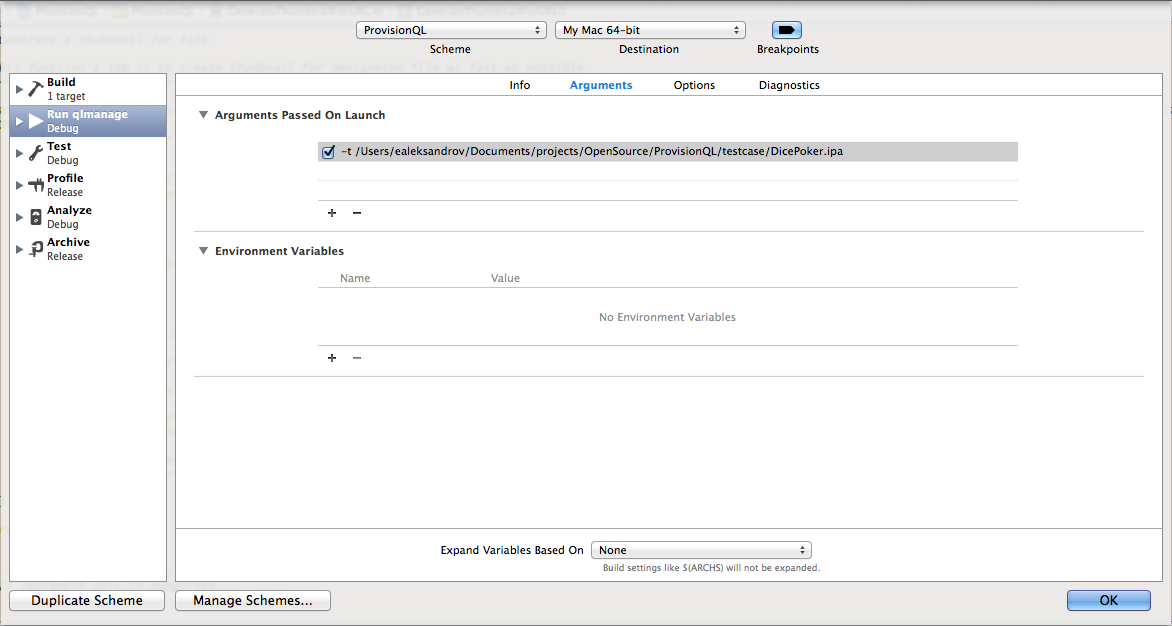 ProvisionQL
My Mac 64-bit
Scheme
Destination
Breakpoints
Build
1 target
Run qlmanage
Debug
Test
Debug
Profile
Release
Analyze
Debug
Archive
Release
Info
Arguments
Options
Diagnostics
Arguments Passed On Launch
-t /Users/ealeksandrov/Documents/projects/OpenSource/ProvisionQL/testcase/DicePoker.ipa
+ −
Environment Variables
Name
Value
No Environment Variables
+ −
Expand Variables Based On
None
Build settings like $(ARCHS) will not be expanded.
Duplicate Scheme
Manage Schemes...
OK